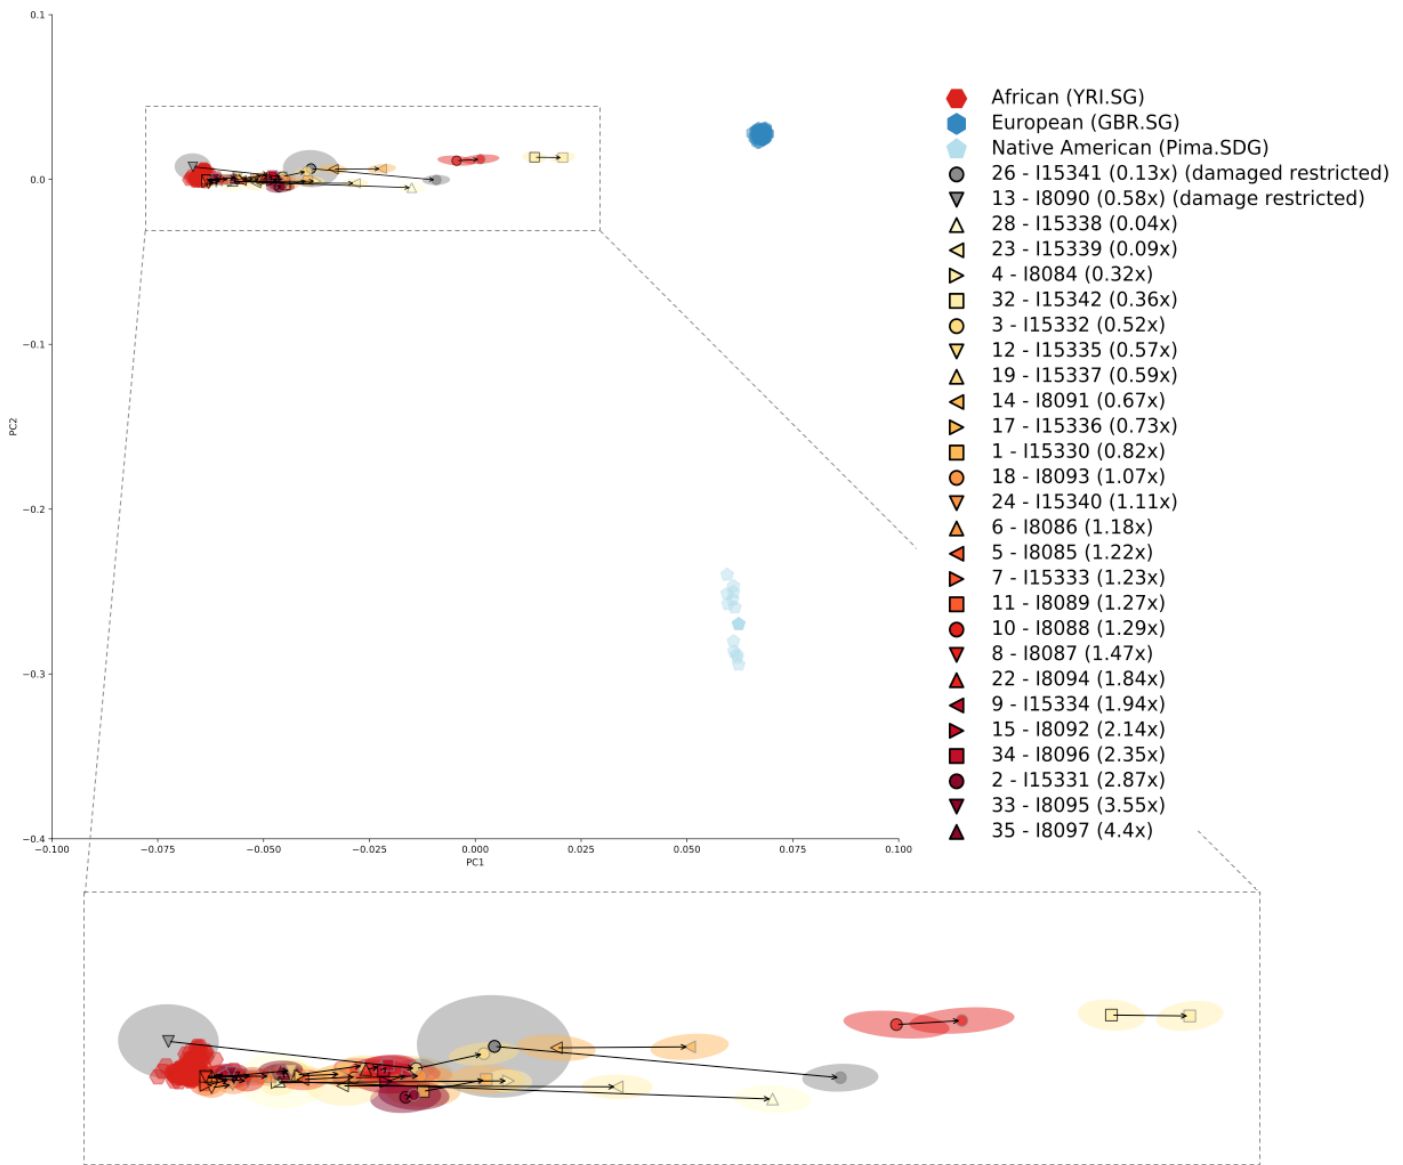 0.1
0.0
−0.1
−0.2
−0.3
−0.4
PC2
−0.100
−0.075
−0.050
−0.025
0.000
0.025
0.050
0.075
0.100
PC1
African (YRI.SG)
European (GBR.SG)
Native American (Pima.SDG)
26 - I15341 (0.13x) (damaged restricted)
13 - I8090 (0.58x) (damage restricted)
28 - I15338 (0.04x)
23 - I15339 (0.09x)
4 - I8084 (0.32x)
32 - I15342 (0.36x)
3 - I15332 (0.52x)
12 - I15335 (0.57x)
19 - I15337 (0.59x)
14 - I8091 (0.67x)
17 - I15336 (0.73x)
1 - I15330 (0.82x)
18 - I8093 (1.07x)
24 - I15340 (1.11x)
6 - I8086 (1.18x)
5 - I8085 (1.22x)
7 - I15333 (1.23x)
11 - I8089 (1.27x)
10 - I8088 (1.29x)
8 - I8087 (1.47x)
22 - I8094 (1.84x)
9 - I15334 (1.94x)
15 - I8092 (2.14x)
34 - I8096 (2.35x)
2 - I15331 (2.87x)
33 - I8095 (3.55x)
35 - I8097 (4.4x)